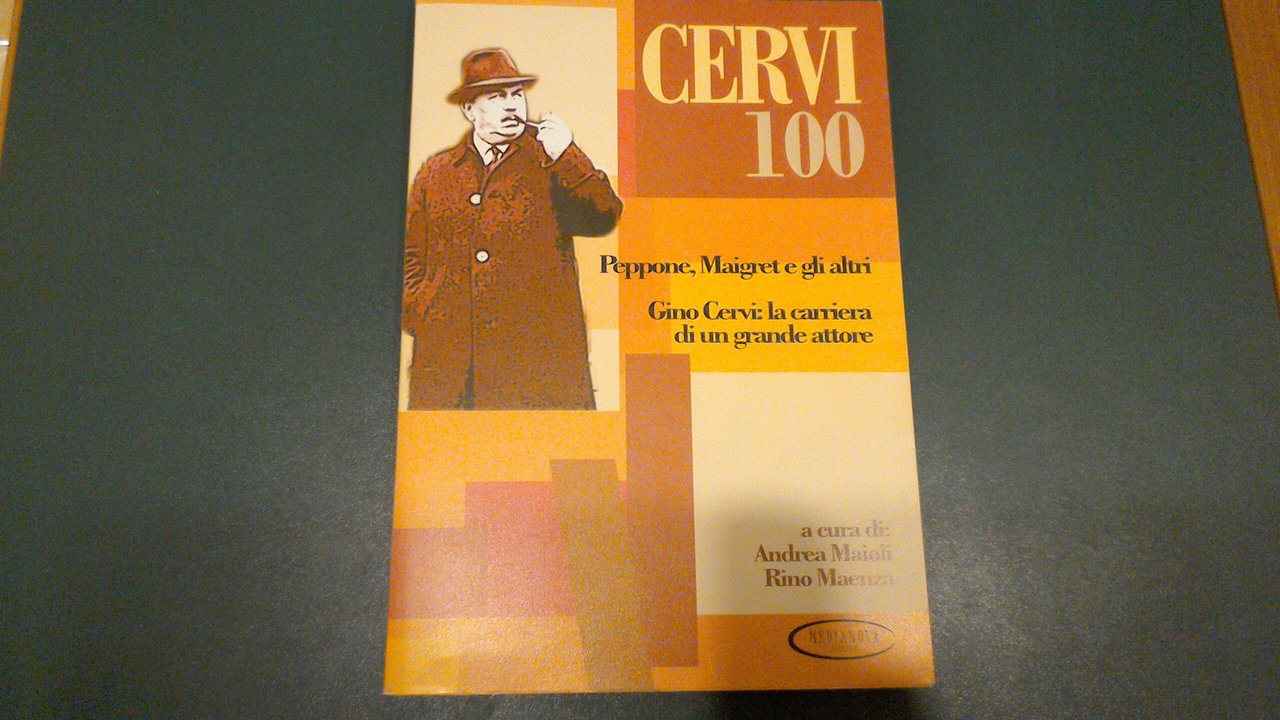 CERVI
100
Peppone, Maigret e gli altri
Gino Cervi: la carriera
di un grande attore
a cura di:
Andrea Maioli
Rino Maenza
MEDIANOVA